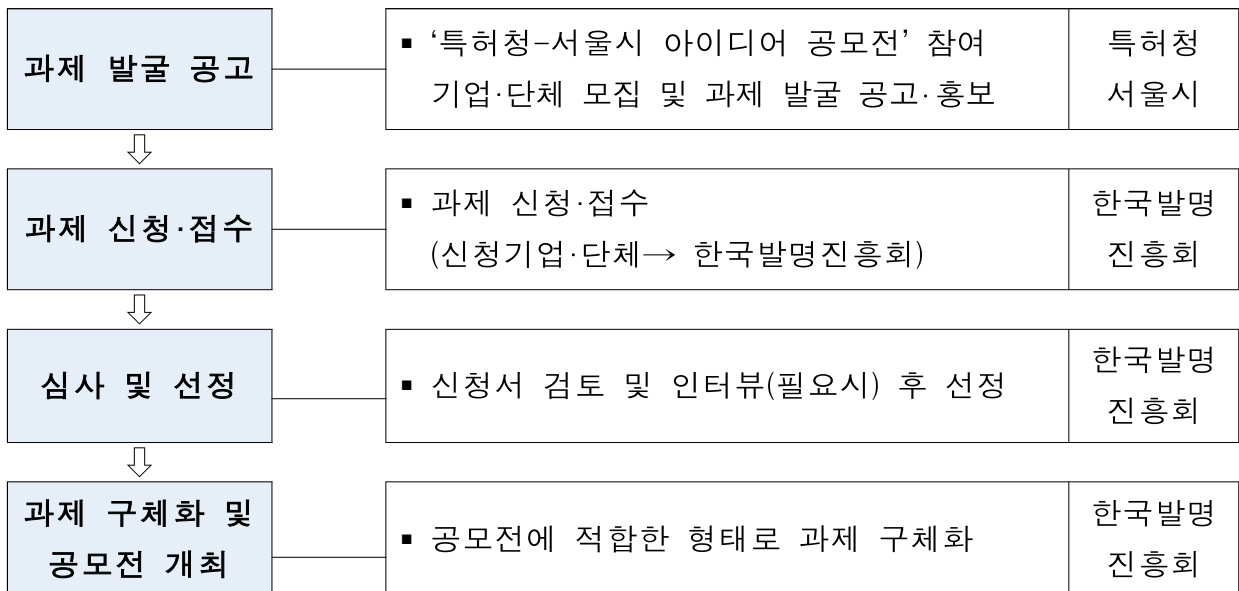 과제 발굴 공고
▪ ‘특허청–서울시 아이디어 공모전’ 참여
기업·단체 모집 및 과제 발굴 공고·홍보
특허청
서울시
과제 신청·접수
▪ 과제 신청·접수
(신청기업·단체→ 한국발명진흥회)
한국발명
진흥회
심사 및 선정
▪ 신청서 검토 및 인터뷰(필요시) 후 선정
한국발명
진흥회
과제 구체화 및
공모전 개최
▪ 공모전에 적합한 형태로 과제 구체화
한국발명
진흥회